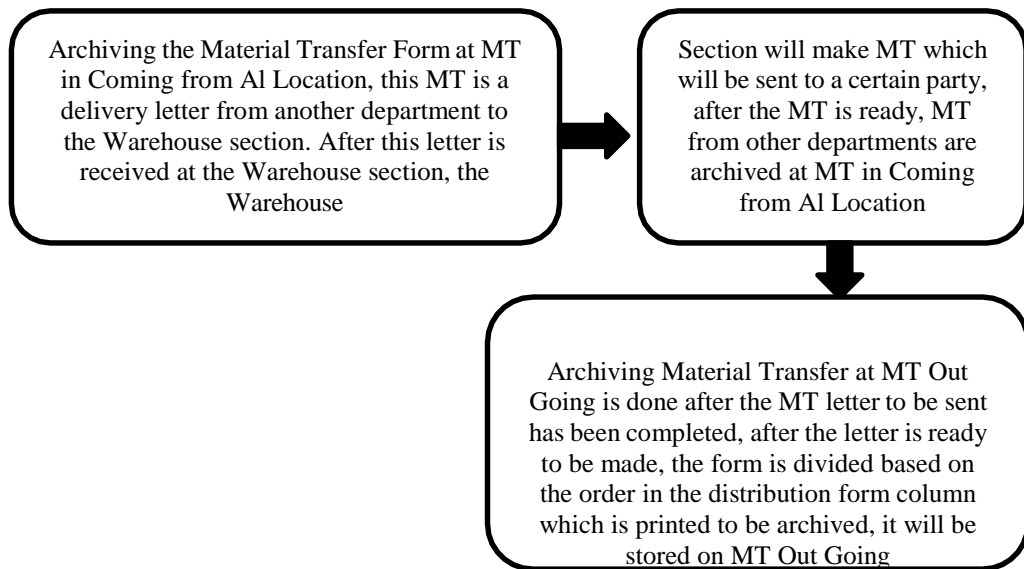 Archiving the Material Transfer Form at MT
in Coming from Al Location, this MT is a
delivery letter from another department to
the Warehouse section. After this letter is
received at the Warehouse section, the
Warehouse
Section will make MT which
will be sent to a certain party,
after the MT is ready, MT
from other departments are
archived at MT in Coming
from Al Location
Archiving Material Transfer at MT Out
Going is done after the MT letter to be sent
has been completed, after the letter is ready
to be made, the form is divided based on
the order in the distribution form column
which is printed to be archived, it will be
stored on MT Out Going